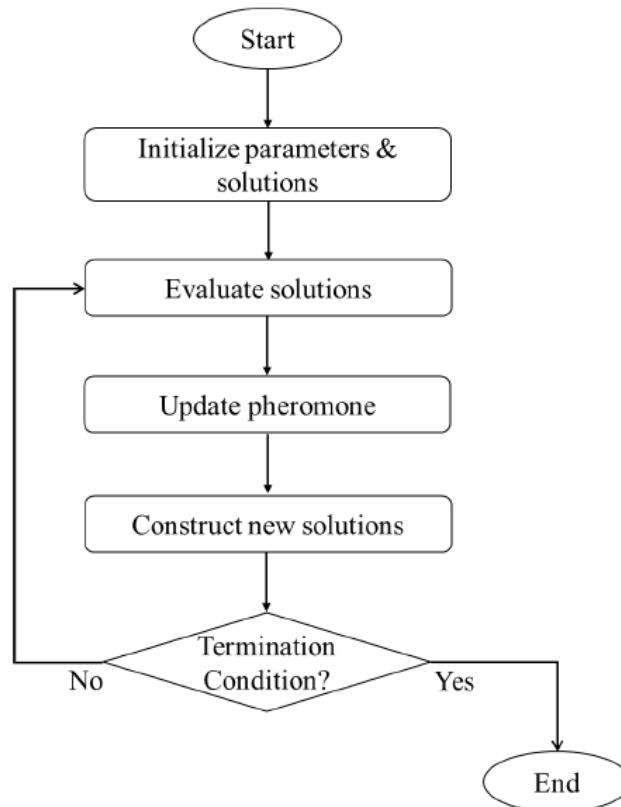 Start
Initialize parameters &
solutions
Evaluate solutions
Update pheromone
Construct new solutions
Termination
Condition?
No
Yes
End